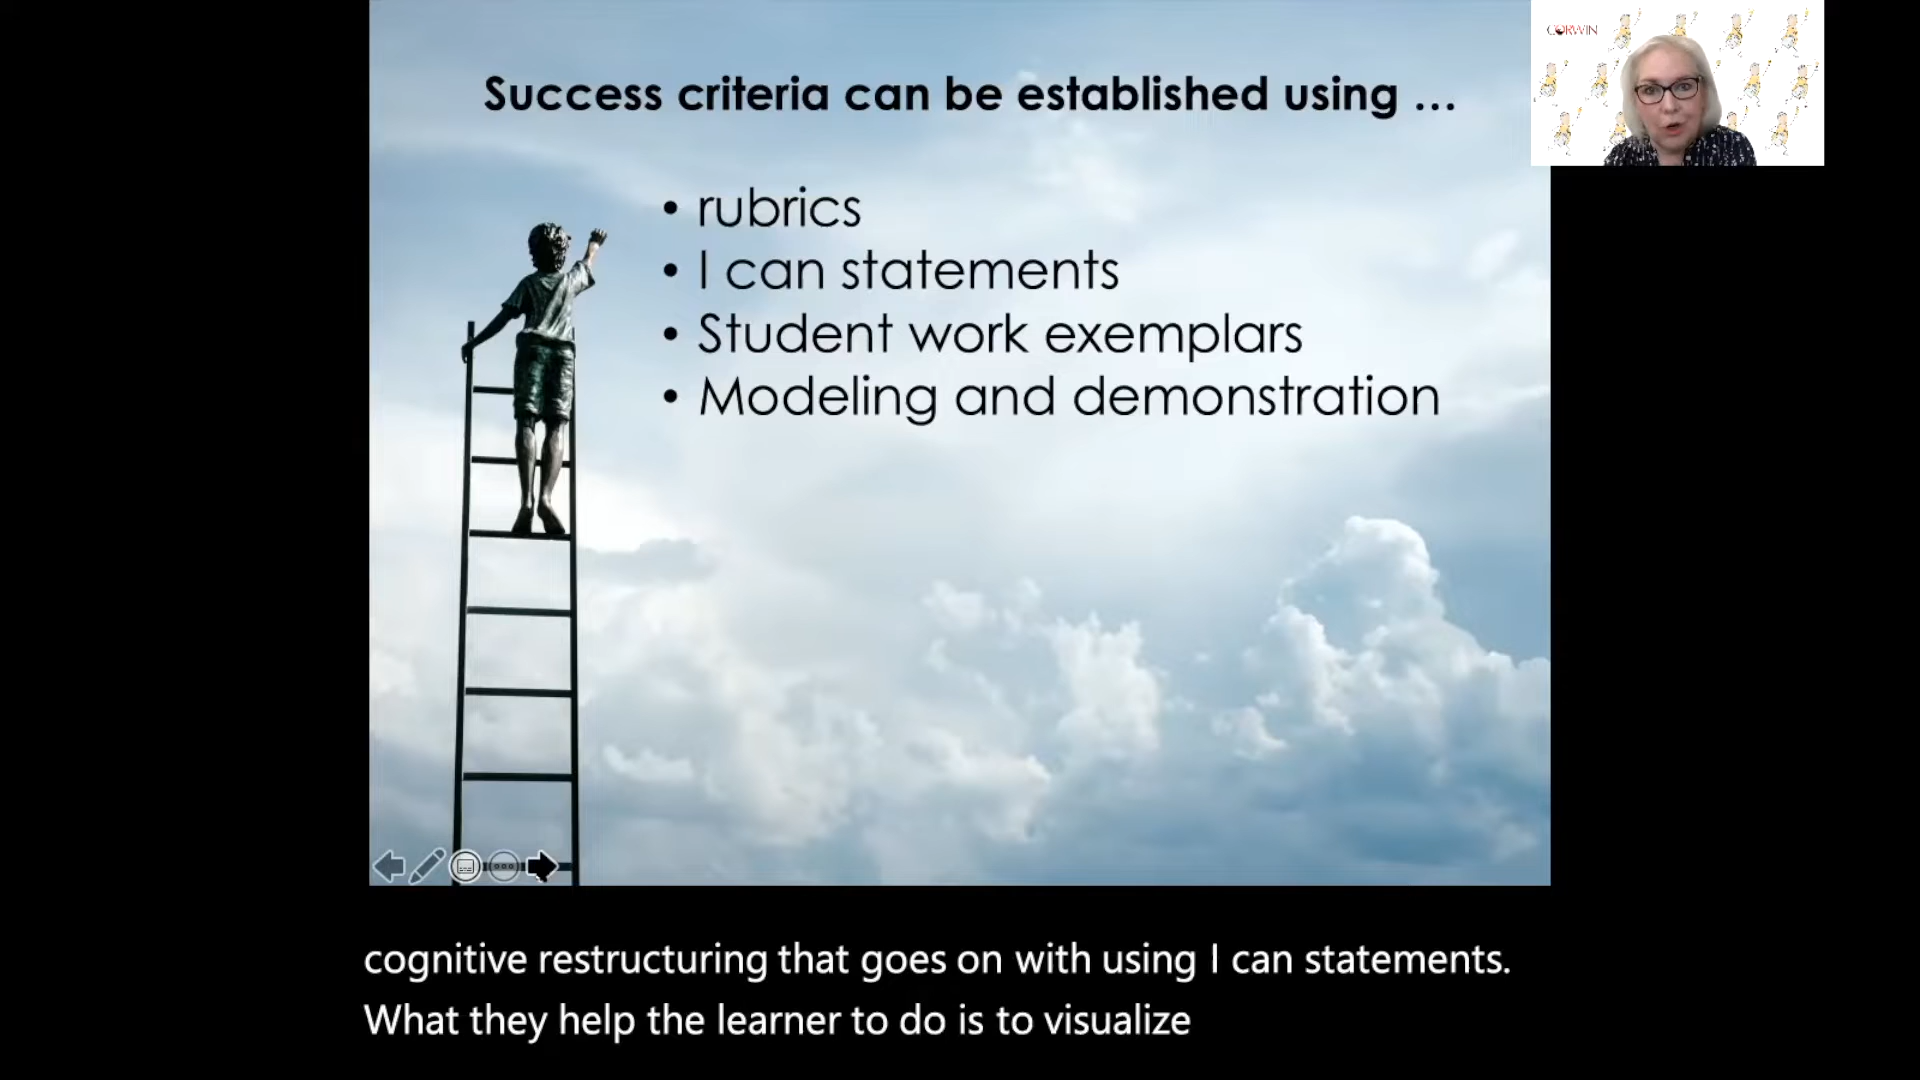 Success criteria can be established using ...
CORWIN
• rubrics
• I can statements
• Student work exemplars
• Modeling and demonstration
cognitive restructuring that goes on with using I can statements.
What they help the learner to do is to visualize